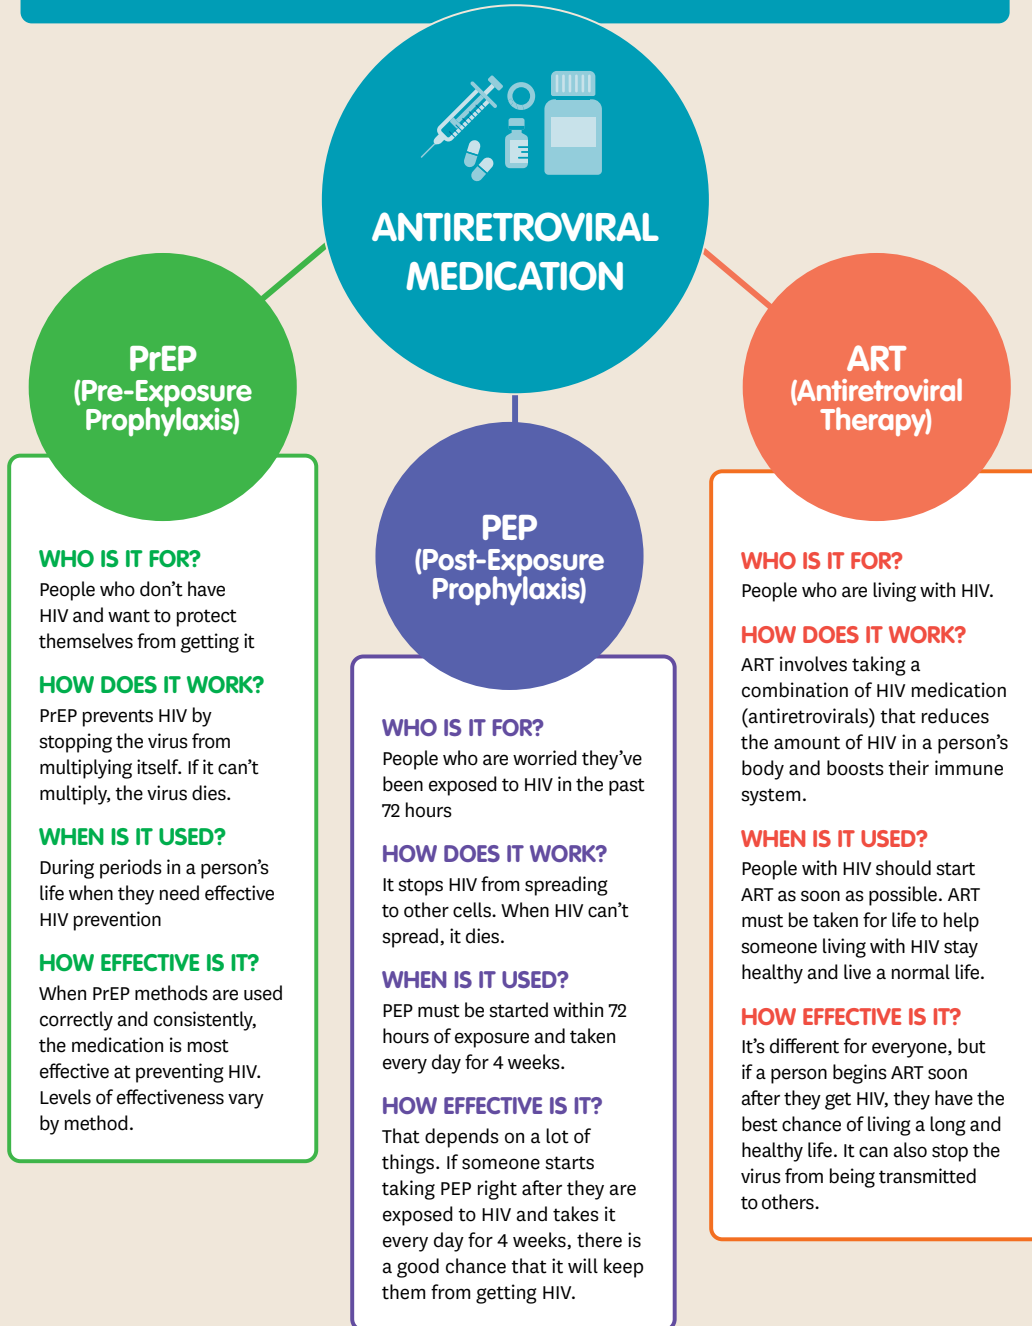 ANTIRETROVIRAL
MEDICATION
PrEP
(Pre-Exposure
Prophylaxis)
WHO IS IT FOR?
People who don't have
HIV and want to protect
themselves from getting it
HOW DOES IT WORK?
PrEP prevents HIV by
stopping the virus from
multiplying itself. If it can't
multiply, the virus dies.
WHEN IS IT USED?
During periods in a person's
life when they need effective
HIV prevention
HOW EFFECTIVE IS IT?
When PrEP methods are used
correctly and consistently,
the medication is most
effective at preventing HIV.
Levels of effectiveness vary
by method.
PEP
(Post-Exposure
Prophylaxis)
WHO IS IT FOR?
People who are worried they've
been exposed to HIV in the past
72 hours
HOW DOES IT WORK?
It stops HIV from spreading
to other cells. When HIV can't
spread, it dies.
WHEN IS IT USED?
PEP must be started within 72
hours of exposure and taken
every day for 4 weeks.
HOW EFFECTIVE IS IT?
That depends on a lot of
things. If someone starts
taking PEP right after they are
exposed to HIV and takes it
every day for 4 weeks, there is
a good chance that it will keep
them from getting HIV.
ART
(Antiretroviral
Therapy)
WHO IS IT FOR?
People who are living with HIV.
HOW DOES IT WORK?
ART involves taking a
combination of HIV medication
(antiretrovirals) that reduces
the amount of HIV in a person's
body and boosts their immune
system.
WHEN IS IT USED?
People with HIV should start
ART as soon as possible. ART
must be taken for life to help
someone living with HIV stay
healthy and live a normal life.
HOW EFFECTIVE IS IT?
It's different for everyone, but
if a person begins ART soon
after they get HIV, they have the
best chance of living a long and
healthy life. It can also stop the
virus from being transmitted
to others.